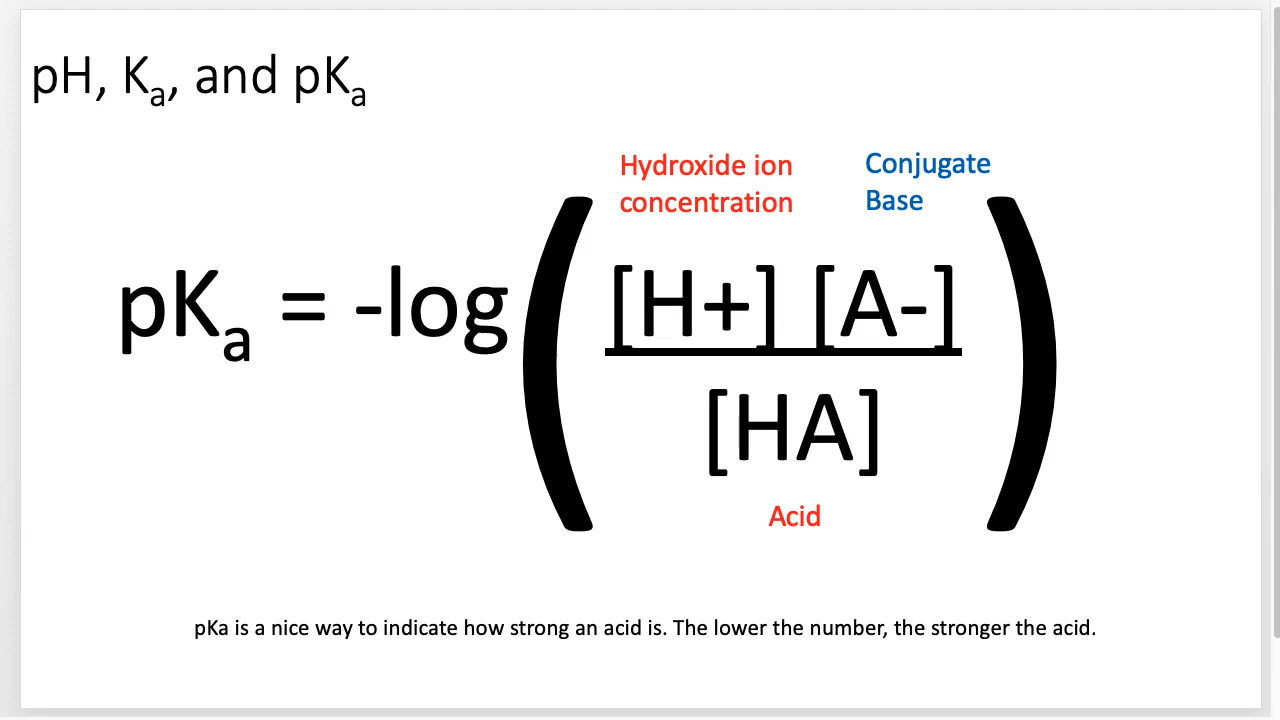 pH, Ka, and pKa
Hydroxide ion
concentration
Conjugate
Base
pKa = -log( [H+] [A-]
[HA] )
Acid
pKa is a nice way to indicate how strong an acid is. The lower the number, the stronger the acid.